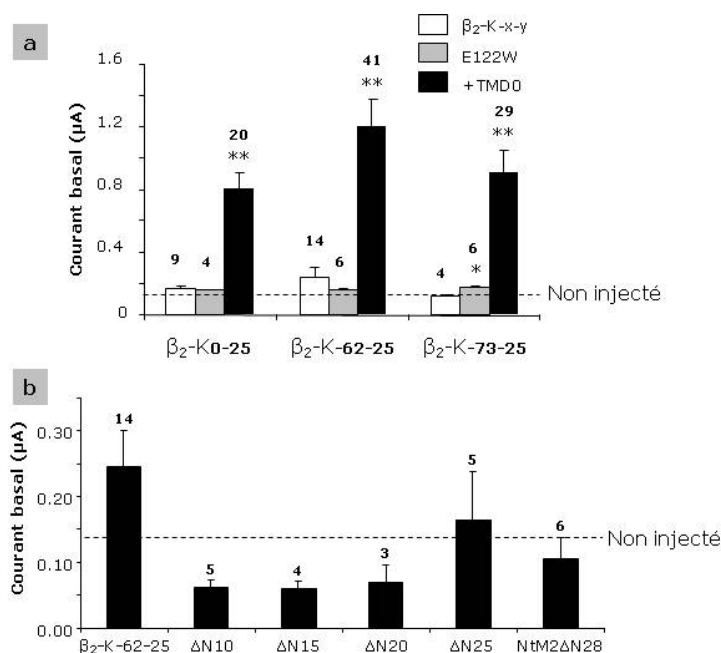 a
β2-K-x-y
E122W
+TMD0
Courant basal (µA)
1.6
1.2
0.8
0.4
0
9
4
20
**
14
6
41
**
4
6
*
29
**
Non injecté
β2-K0-25
β2-K-62-25
β2-K-73-25
b
Courant basal (µA)
0.30
0.20
0.10
0.00
14
5
4
3
5
6
Non injecté
β2-K-62-25
ΔN10
ΔN15
ΔN20
ΔN25
NtM2ΔN28